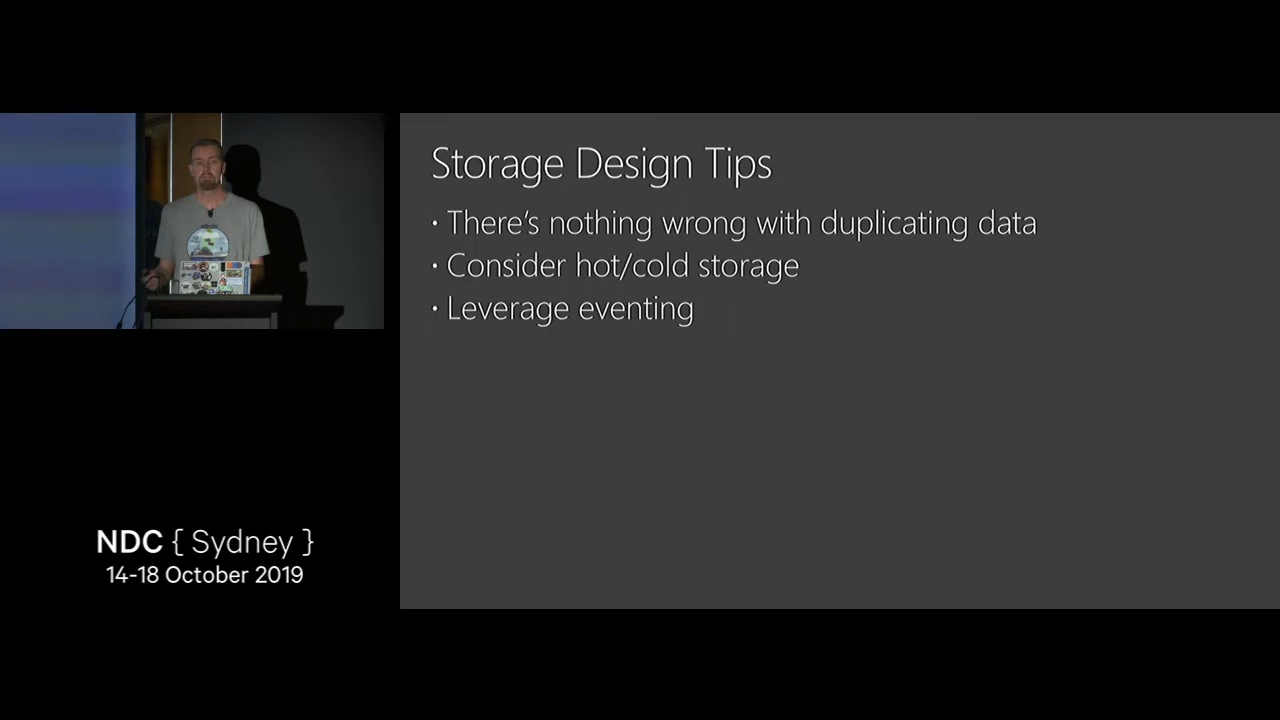 Storage Design Tips
· There's nothing wrong with duplicating data
· Consider hot/cold storage
· Leverage eventing
NDC { Sydney }
14-18 October 2019